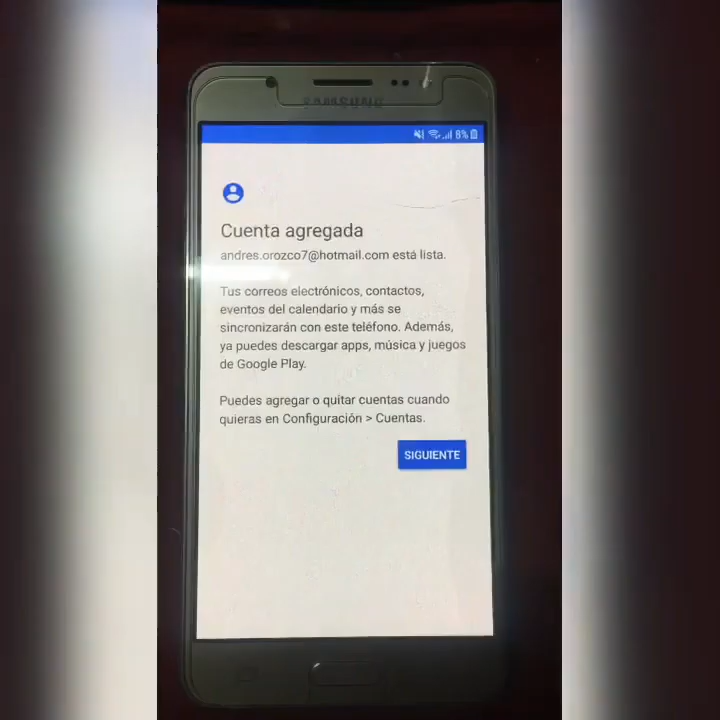 SAMSUNG
8%
Cuenta agregada
andres.orozco7@hotmail.com está lista.
Tus correos electrónicos, contactos,
eventos del calendario y más se
sincronizarán con este teléfono. Además,
ya puedes descargar apps, música y juegos
de Google Play.
Puedes agregar o quitar cuentas cuando
quieras en Configuración > Cuentas.
SIGUIENTE